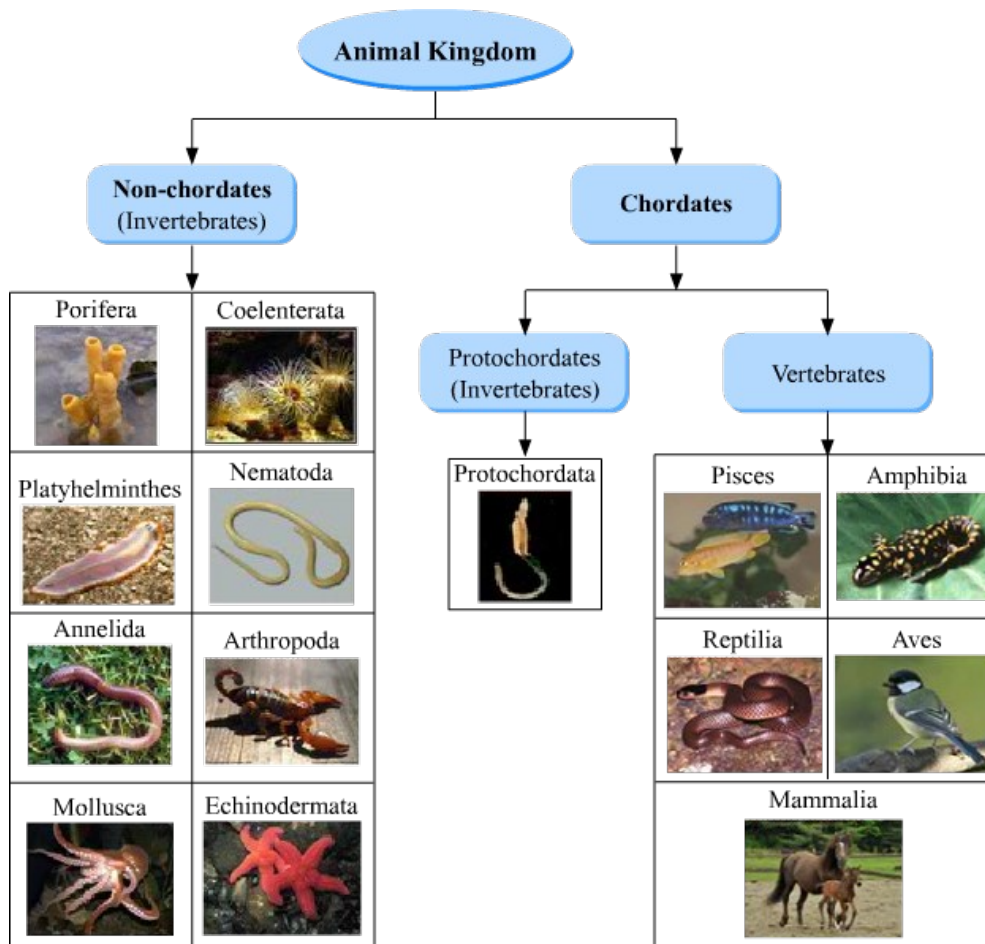 Animal Kingdom
Non-chordates
(Invertebrates)
Chordates
Porifera
Coelenterata
Platyhelminthes
Nematoda
Annelida
Arthropoda
Mollusca
Echinodermata
Protochordates
(Invertebrates)
Vertebrates
Protochordata
Pisces
Amphibia
Reptilia
Aves
Mammalia